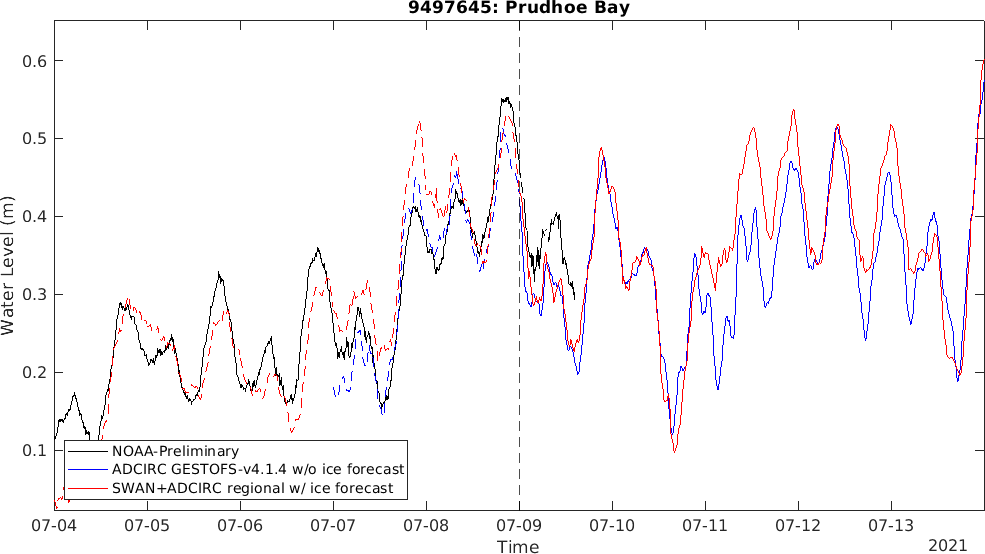 9497645: Prudhoe Bay
Water Level (m)
0.6
0.5
0.4
0.3
0.2
0.1
NOAA-Preliminary
ADCIRC GESTOFS-v4.1.4 w/o ice forecast
SWAN+ADCIRC regional w/ ice forecast
07-04 07-05 07-06 07-07 07-08 07-09 07-10 07-11 07-12 07-13
Time
2021